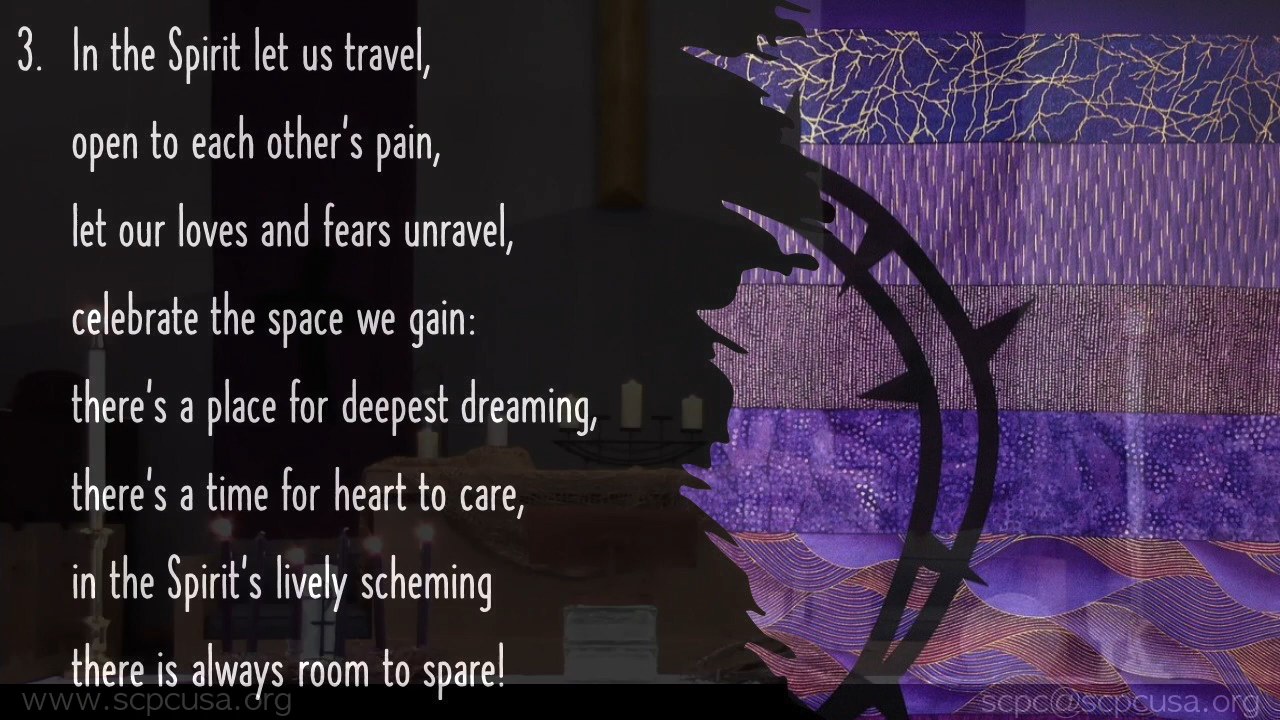 3. In the Spirit let us travel,
open to each other's pain,
let our loves and fears unravel,
celebrate the space we gain:
there's a place for deepest dreaming,
there's a time for heart to care,
in the Spirit's lively scheming
there is always room to spare!
www.scpcusa.org
scpc@scpcusa.org